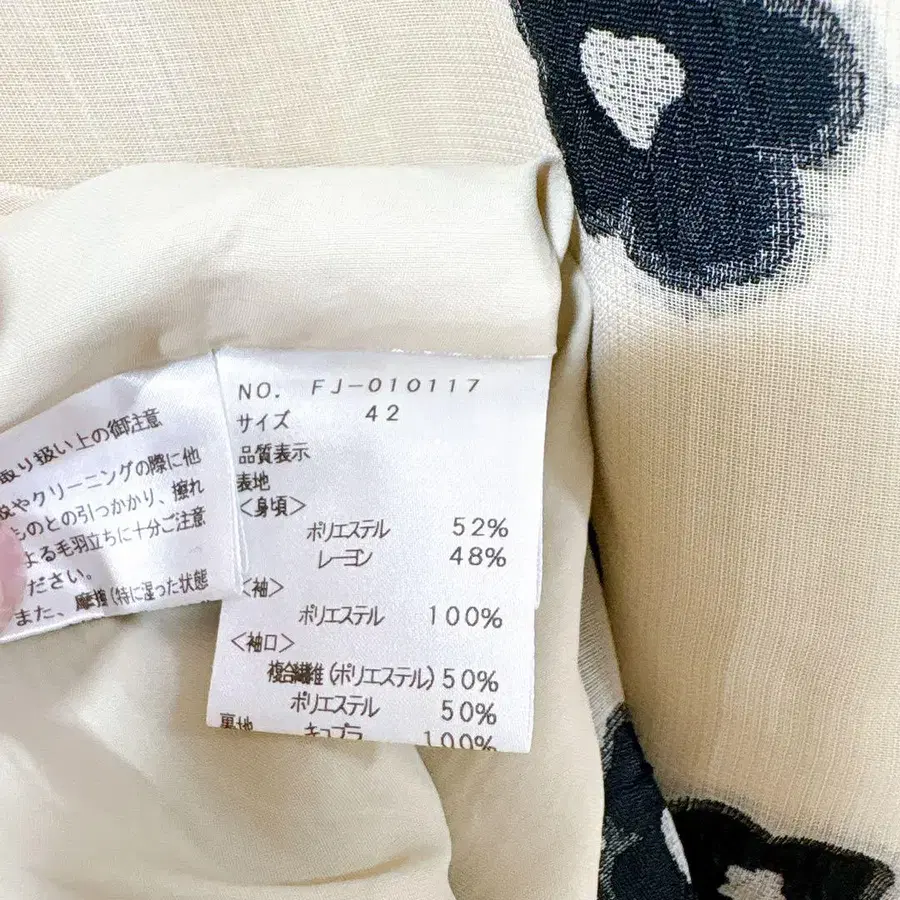 取り扱い上の御注意
やクリーニングの際に他
ものとの引っかかり、擦れ
よる毛羽立ちに十分ご注意
ださい。
また、摩擦(特に湿った状態
NO. FJ-010117
サイズ 42
品質表示
表地
<身頃>
ポリエステル 52%
レーヨン 48%
<袖>
ポリエステル 100%
<袖口>
複合繊維(ポリエステル) 50%
ポリエステル 50%
裏地 キュプラ 100%